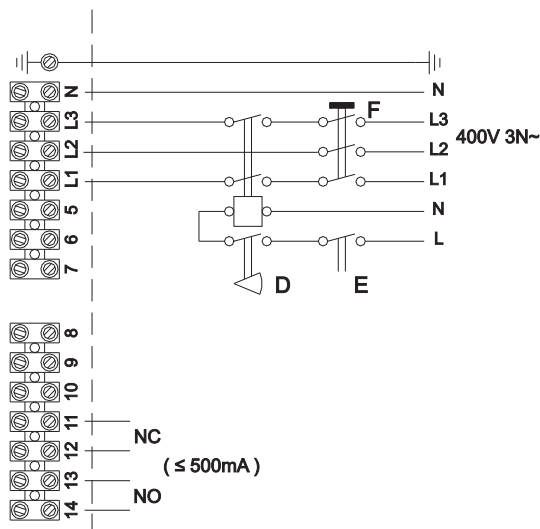 N N
L3 F L3
400V 3N~
L2 L2
L1 L1
5 N
6 L
7 D E
8
9
10
11
NC
12
( ≤ 500mA )
13
NO
14